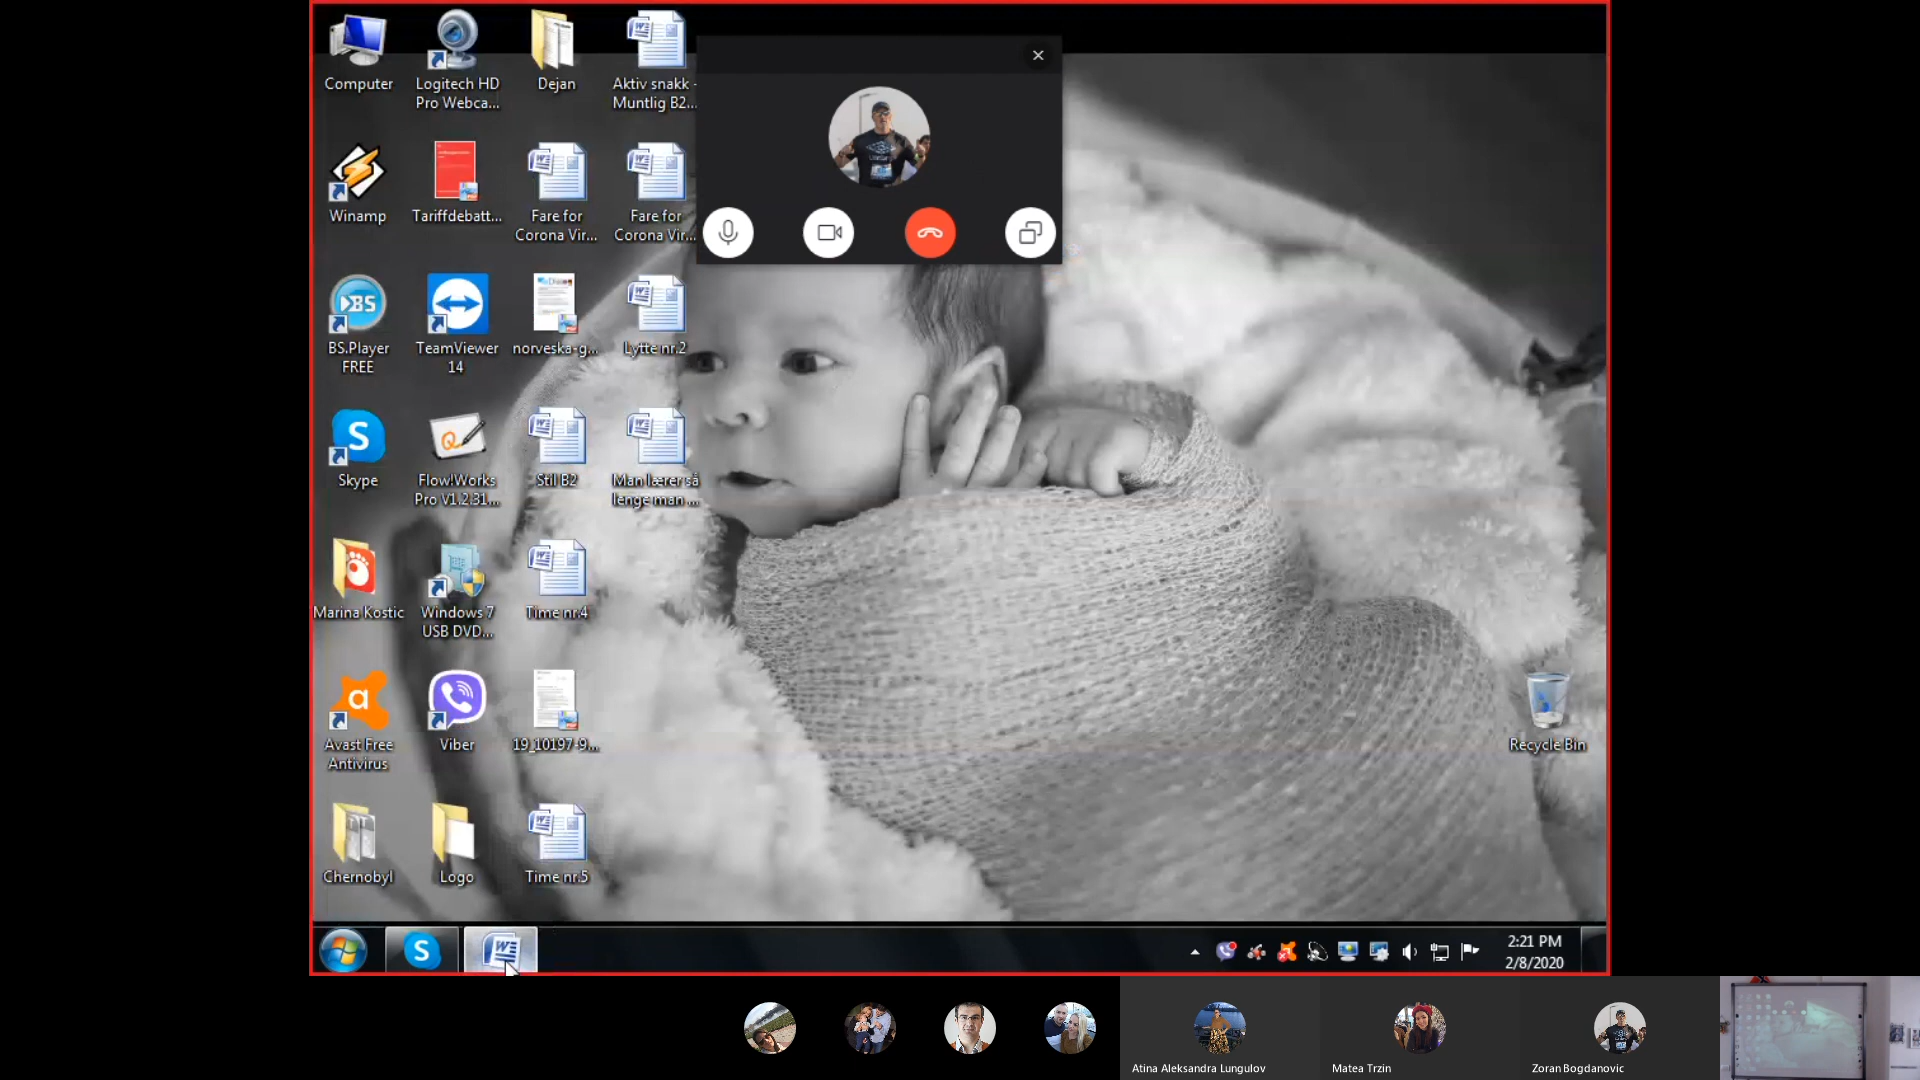 Computer
Logitech HD
Pro Webca...
Dejan
Aktiv snakk -
Muntlig B2...
Winamp
Tariffdebatt...
Fare for
Corona Vir...
Fare for
Corona Vir...
BS.Player
FREE
TeamViewer
14
norveska-g...
Lytte nr.2
Skype
Flow!Works
Pro V1.2.31...
Stil B2
Man lærer så
lenge man ...
Marina Kostic
Windows 7
USB DVD...
Time nr.4
Avast Free
Antivirus
Viber
19_10197-9...
Recycle Bin
Chernobyl
Logo
Time nr.5
2:21 PM
2/8/2020
Atina Aleksandra Lungulov
Matea Trzin
Zoran Bogdanovic